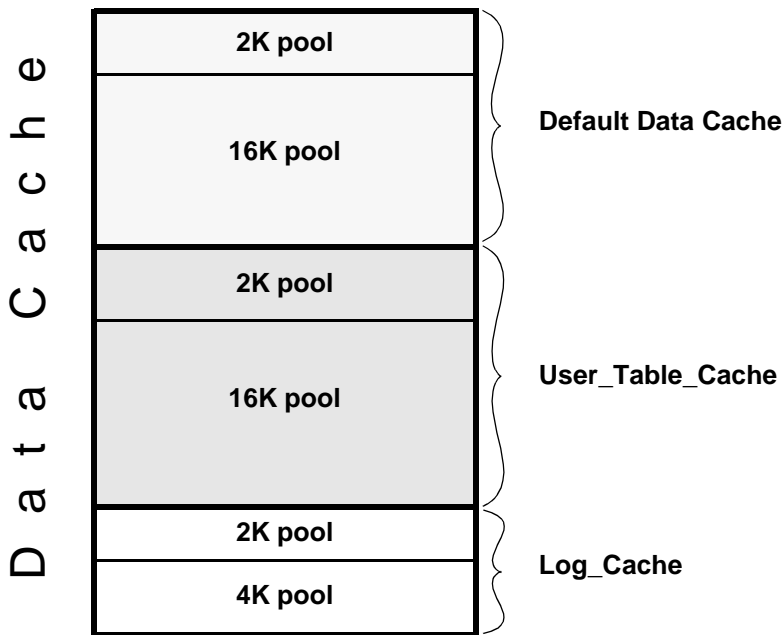 Data Cache
2K pool
16K pool
Default Data Cache
2K pool
16K pool
User_Table_Cache
2K pool
4K pool
Log_Cache